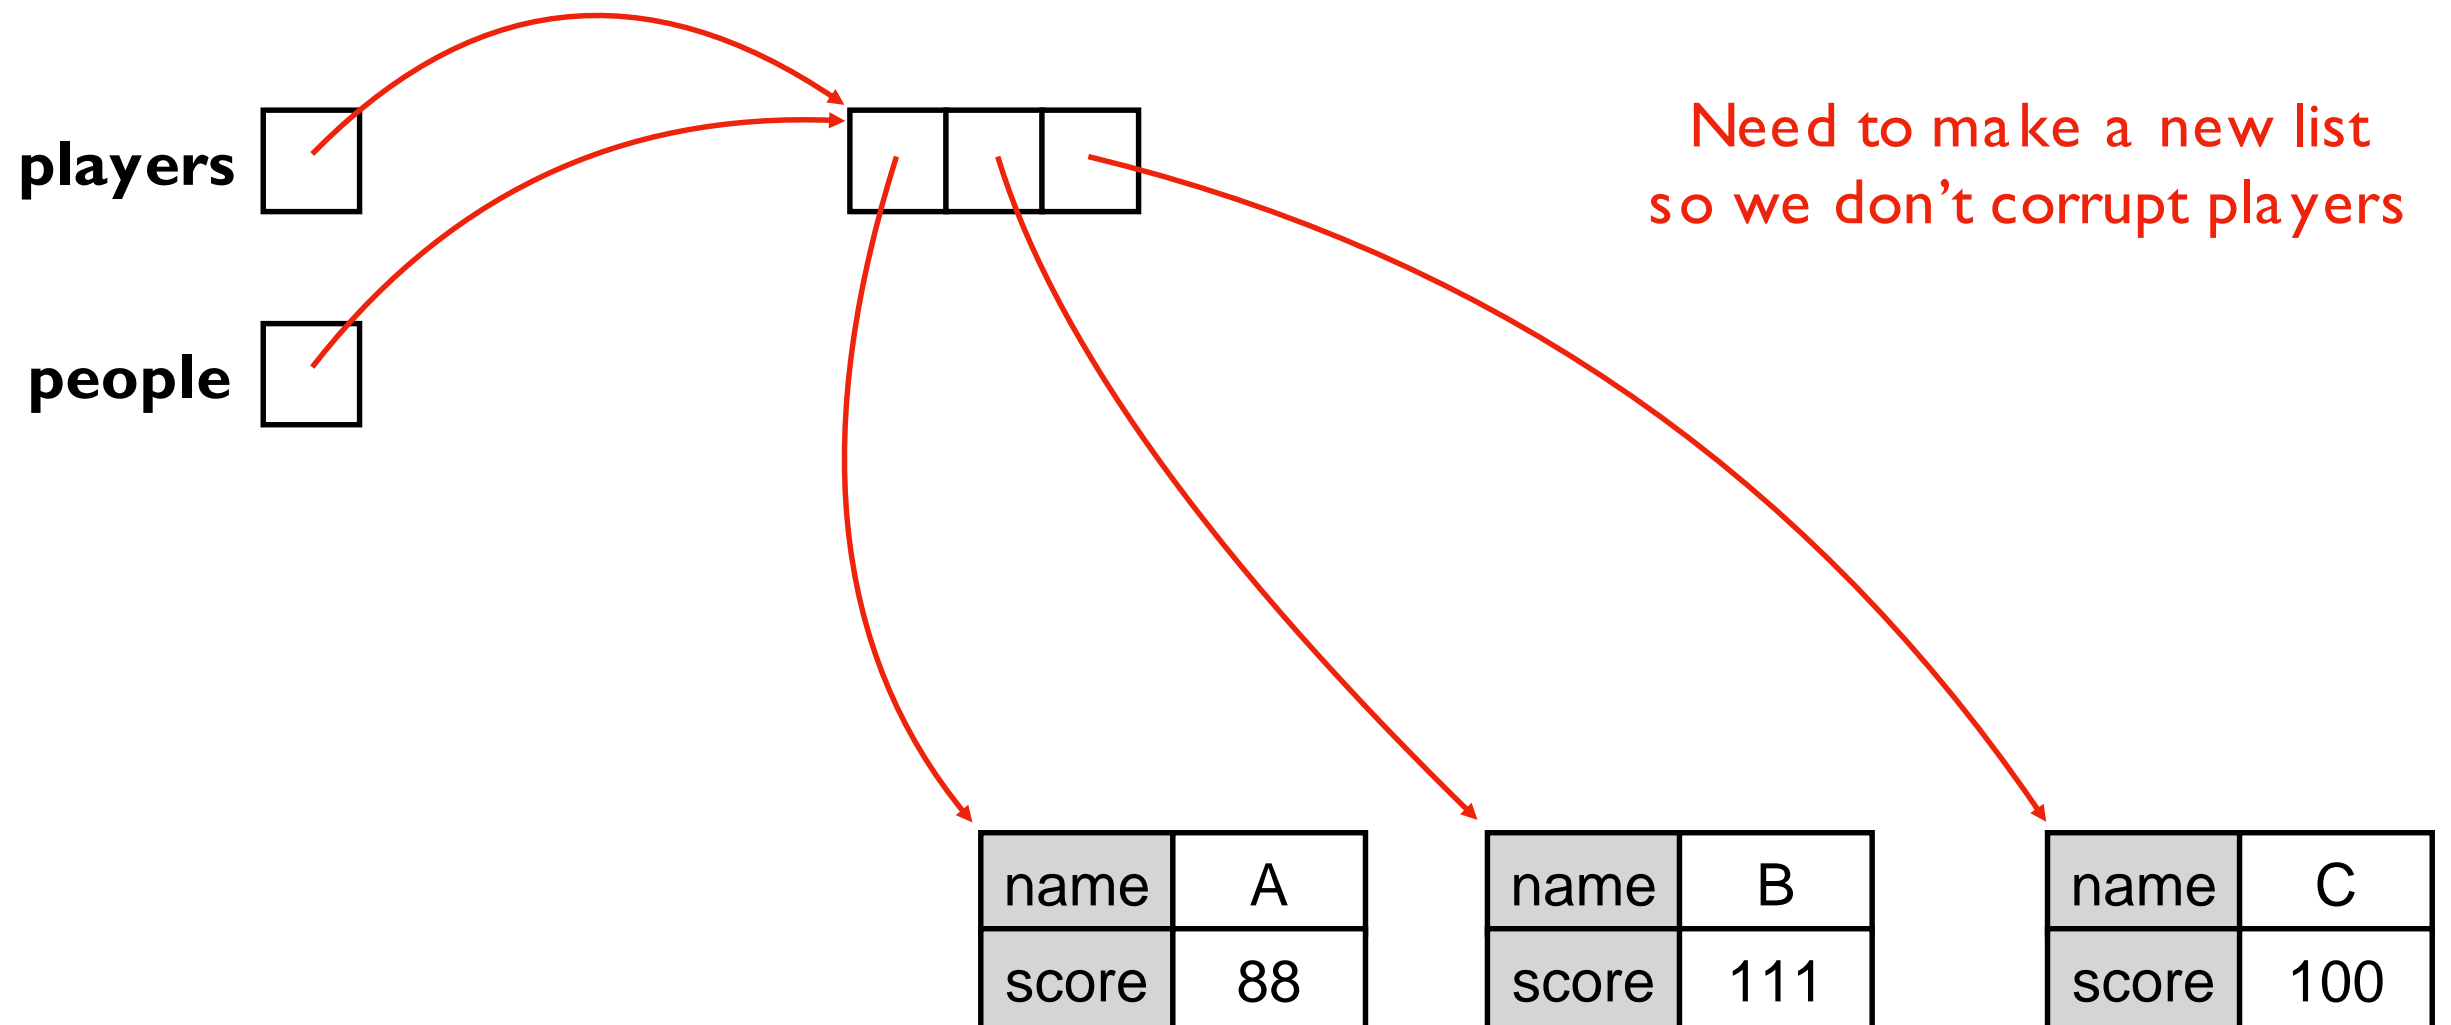 players
people
Need to make a new list
so we don’t corrupt players
name A
score 88
name B
score 111
name C
score 100